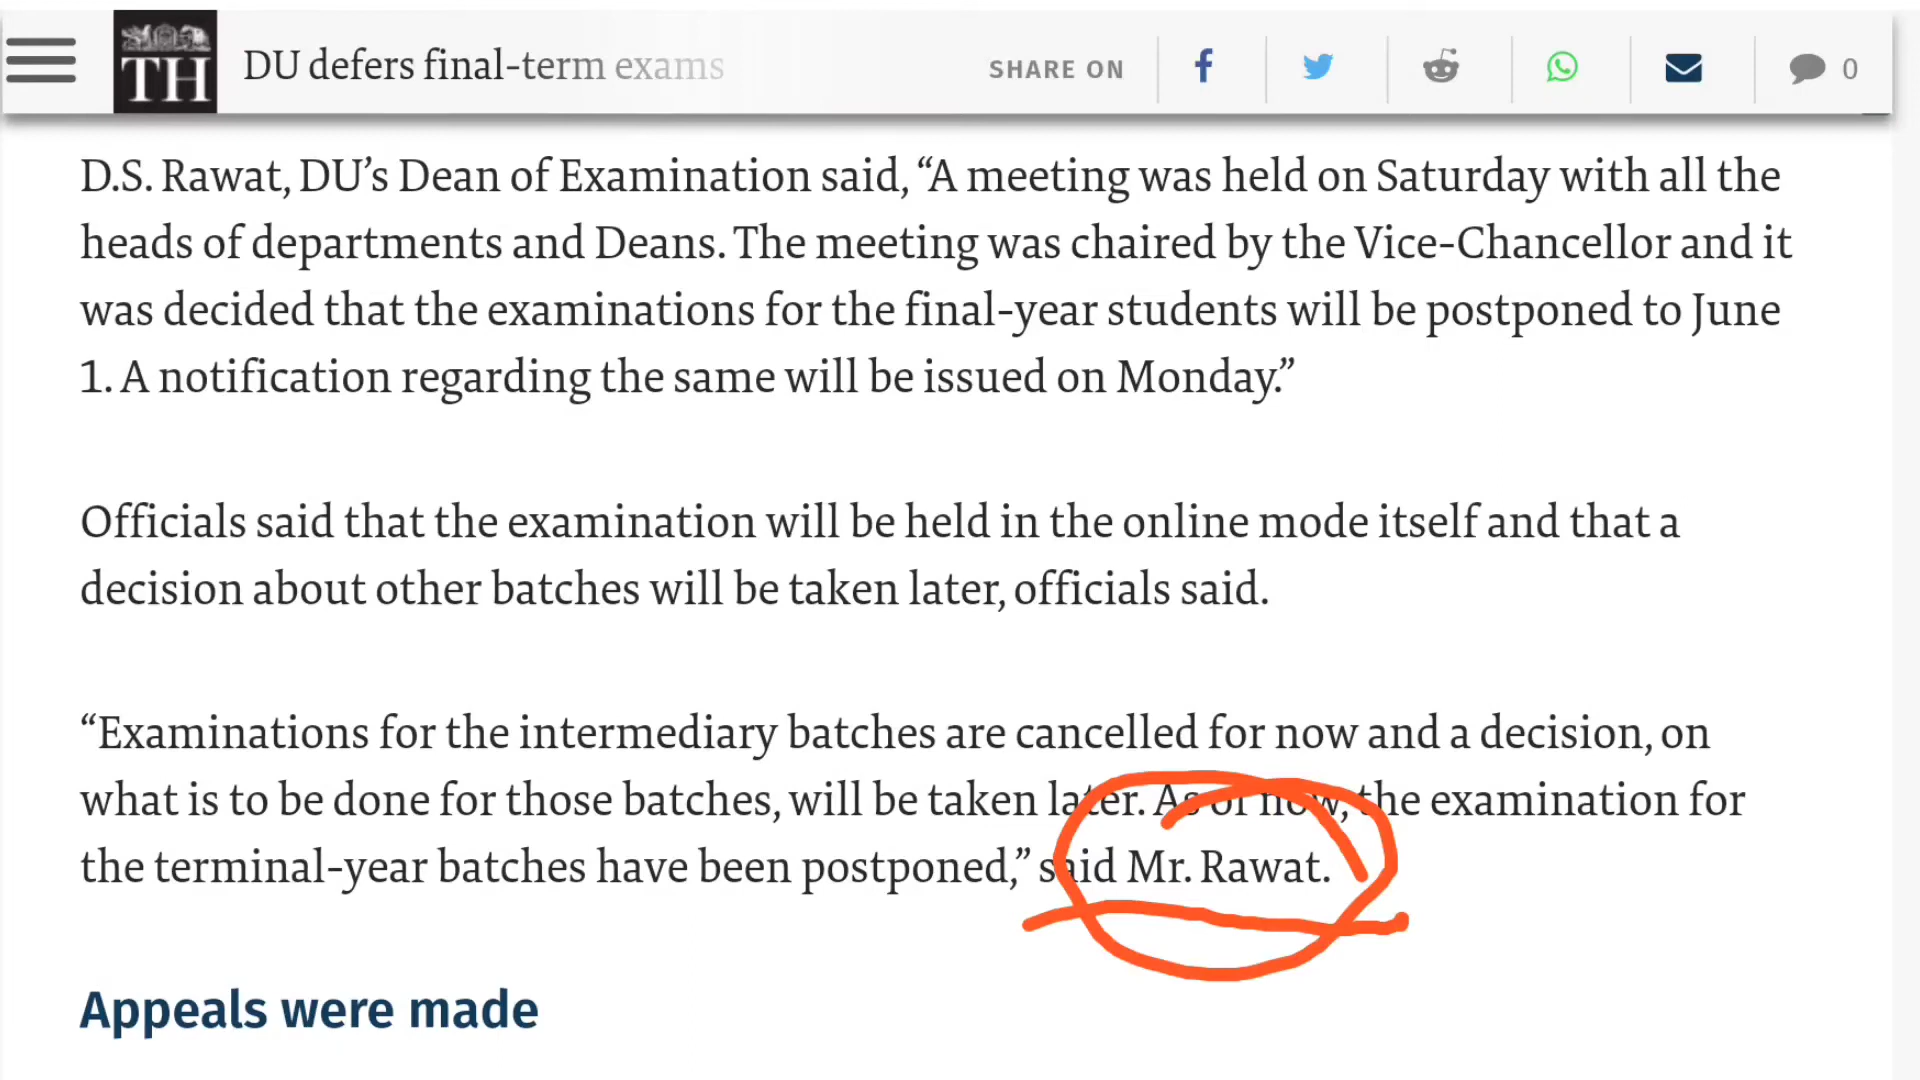 TH DU defers final-term exams SHARE ON 0
D.S. Rawat, DU’s Dean of Examination said, “A meeting was held on Saturday with all the
heads of departments and Deans. The meeting was chaired by the Vice-Chancellor and it
was decided that the examinations for the final-year students will be postponed to June
1. A notification regarding the same will be issued on Monday.”
Officials said that the examination will be held in the online mode itself and that a
decision about other batches will be taken later, officials said.
“Examinations for the intermediary batches are cancelled for now and a decision, on
what is to be done for those batches, will be taken later. As of now, the examination for
the terminal-year batches have been postponed,” said Mr. Rawat.
Appeals were made